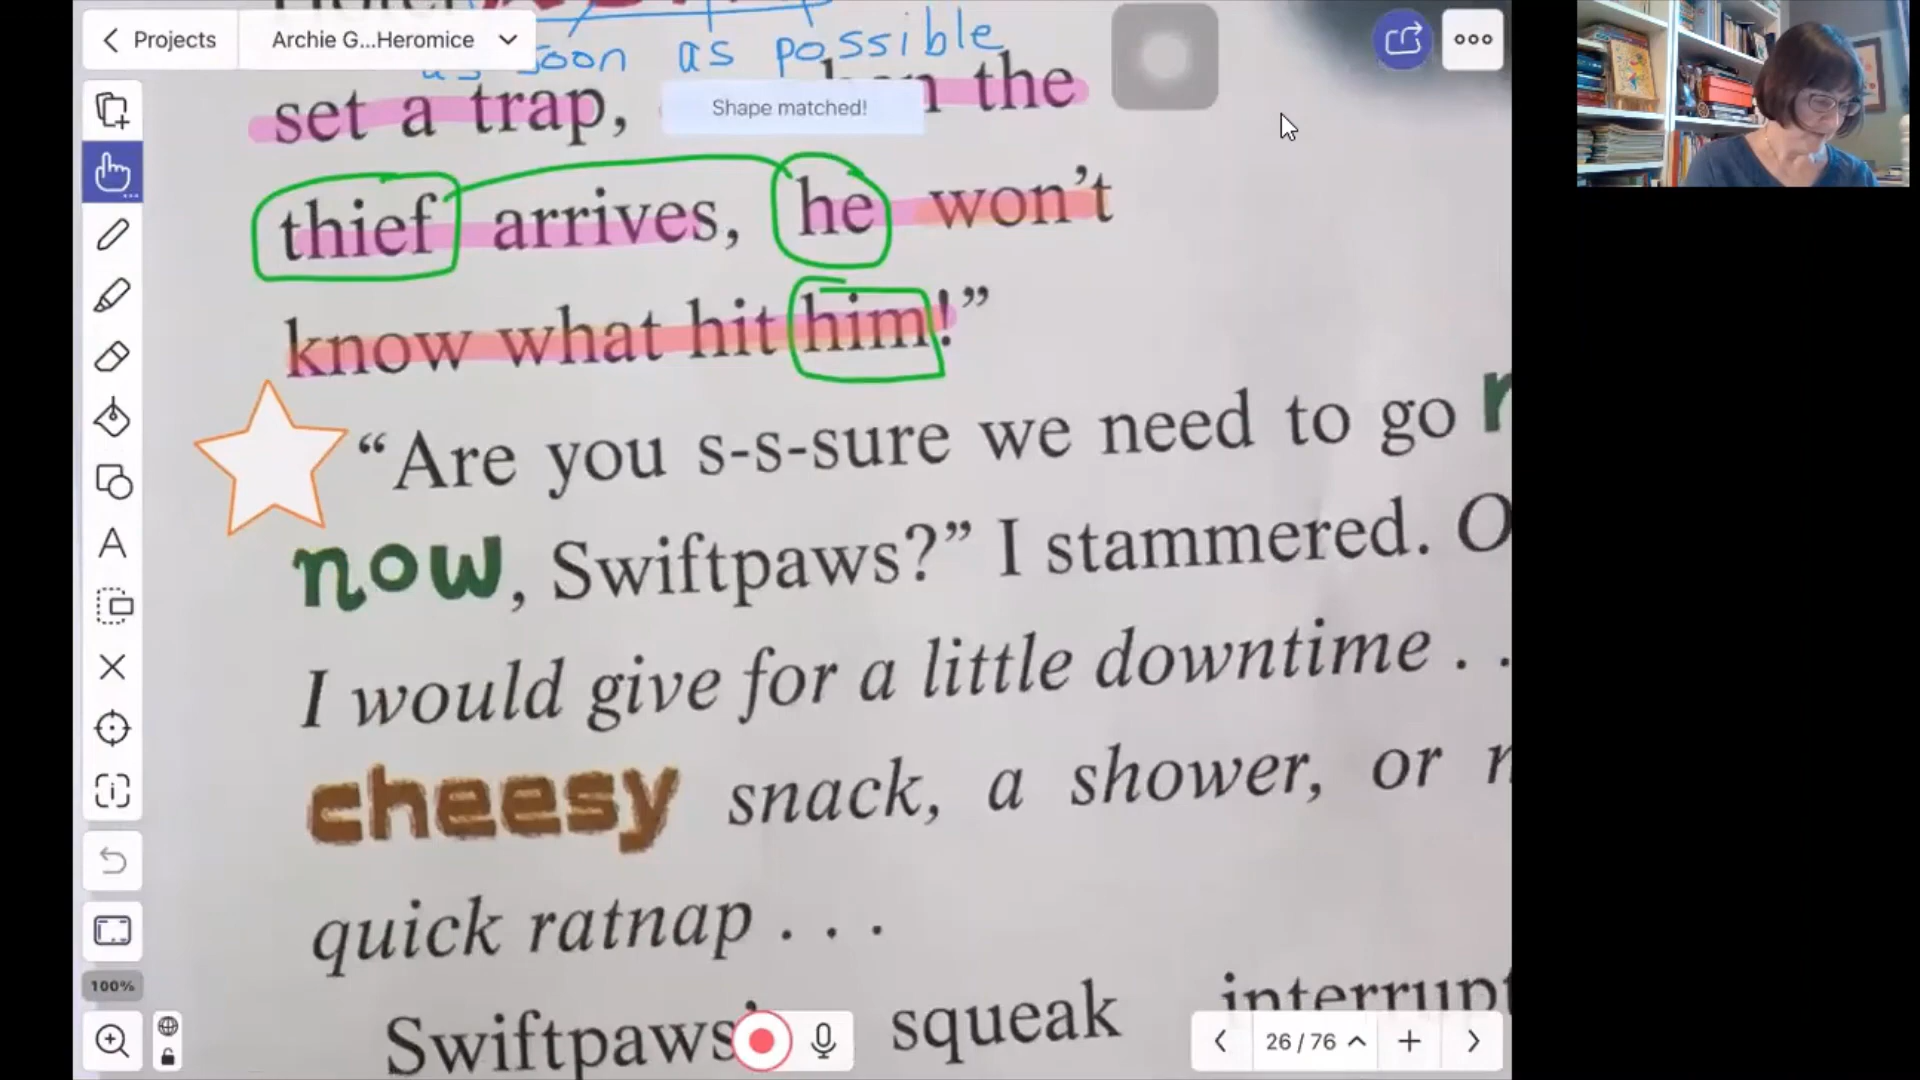 Projects
Archie G...Heromice
soon as possible
set a trap,
Shape matched!
the
thief arrives, he won't
know what hit him!”
“Are you s-s-sure we need to go
now, Swiftpaws?” I stammered.
I would give for a little downtime . .
cheesy snack, a shower, or
quick ratnap . . .
Swiftpaws’ squeak
100%
26 / 76